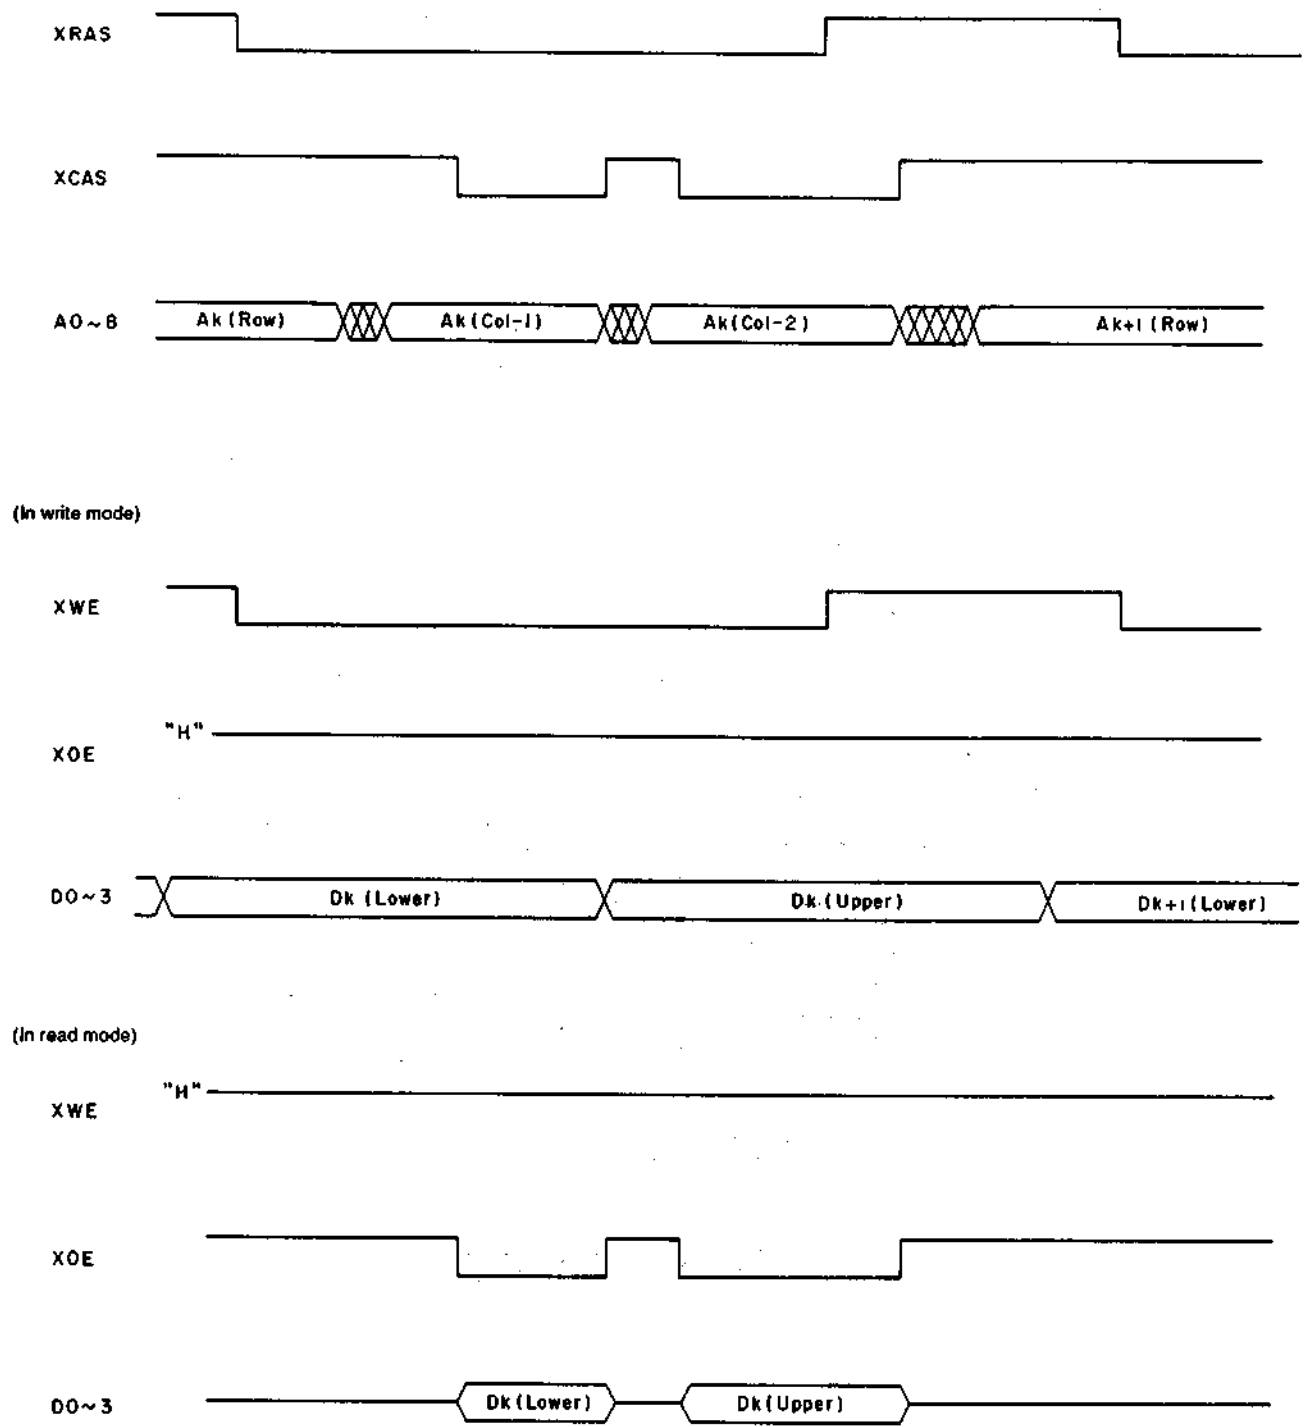 XRAS
XCAS
A0~8 Ak (Row) Ak (Col-1) Ak(Col-2) Ak+1 (Row)
(In write mode)
XWE
"H"
XOE
D0~3 Dk (Lower) Dk (Upper) Dk+1 (Lower)
(In read mode)
"H"
XWE
XOE
D0~3 Dk (Lower) Dk (Upper)